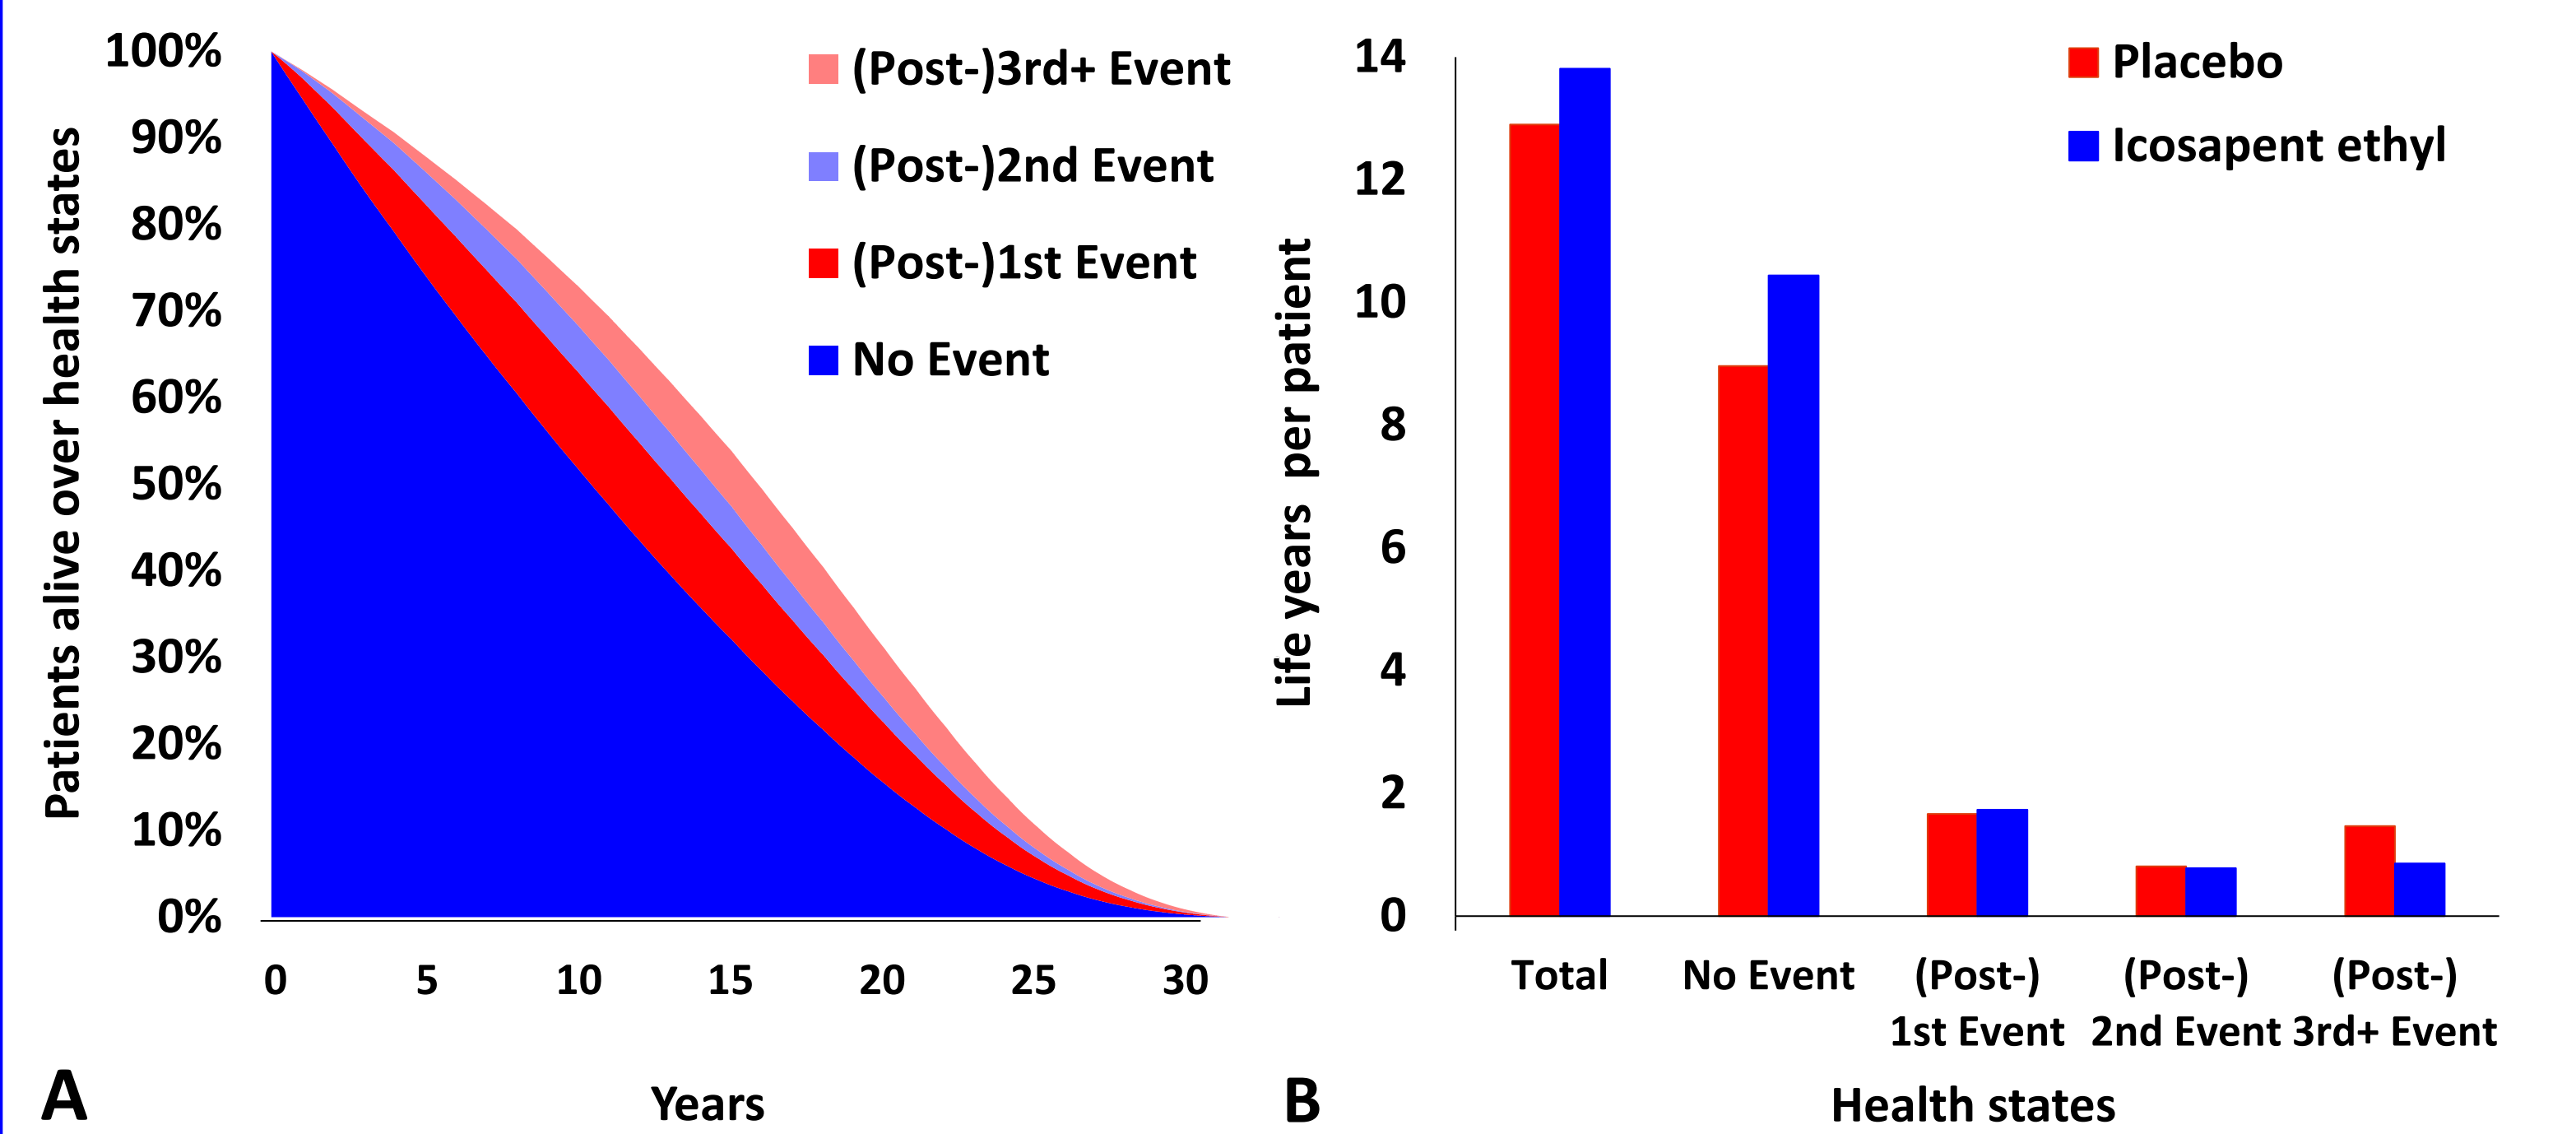 Patients alive over health states
100%
90%
80%
70%
60%
50%
40%
30%
20%
10%
0%
0 5 10 15 20 25 30
Years
(Post-)3rd+ Event
(Post-)2nd Event
(Post-)1st Event
No Event
A
Life years per patient
14
12
10
8
6
4
2
0
Placebo
Icosapent ethyl
Total
No Event
(Post-)
1st Event
(Post-)
2nd Event
(Post-)
3rd+ Event
Health states
B